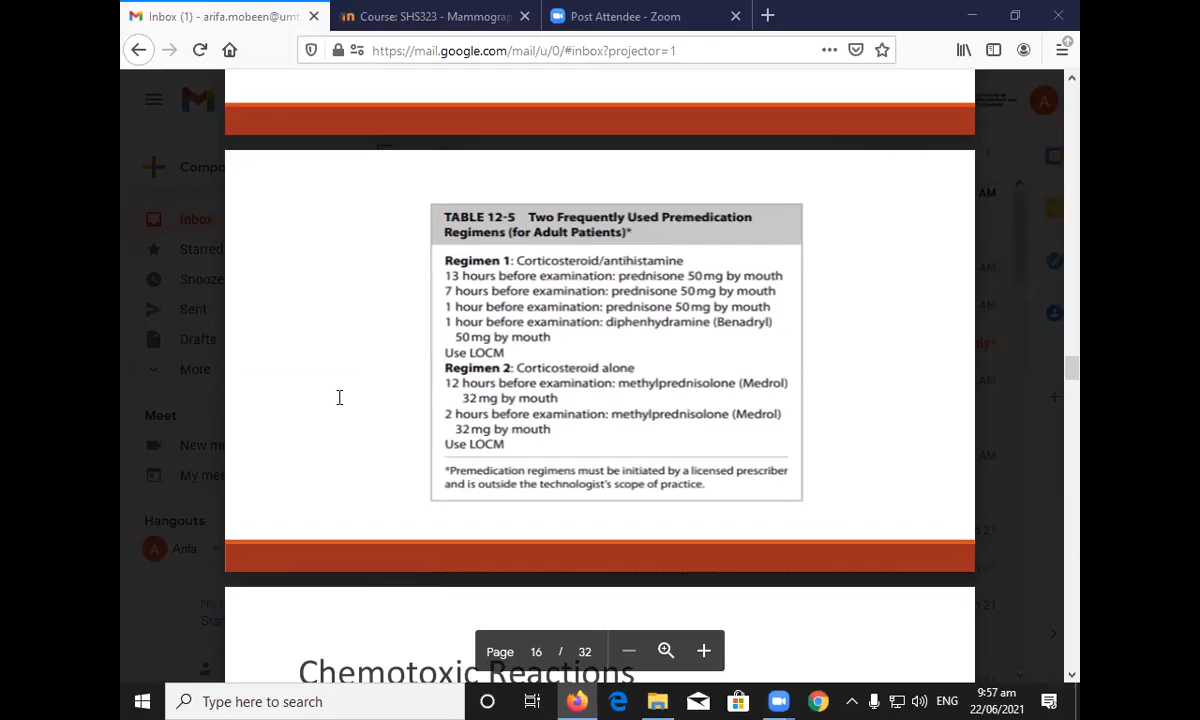 Inbox (16) - arifa.mobeen@umt
Course: SHS323 - Mammograp
Post Attendee - Zoom
https://mail.google.com/mail/u/0/#inbox?projector=1
M
A
Compo
AM
Inbox
Starred
Snooze
Sent
Drafts
More
Meet
New m
My me
Hangouts
A Arifa
TABLE 12-5 Two Frequently Used Premedication
Regimens (for Adult Patients)*
Regimen 1: Corticosteroid/antihistamine
13 hours before examination: prednisone 50 mg by mouth
7 hours before examination: prednisone 50 mg by mouth
1 hour before examination: prednisone 50 mg by mouth
1 hour before examination: diphenhydramine (Benadryl)
50 mg by mouth
Use LOCM
Regimen 2: Corticosteroid alone
12 hours before examination: methylprednisolone (Medrol)
32 mg by mouth
2 hours before examination: methylprednisolone (Medrol)
32 mg by mouth
Use LOCM
*Premedication regimens must be initiated by a licensed prescriber
and is outside the technologist's scope of practice.
Page 16 / 32
Chemotoxic Reactions
Type here to search
ENG
9:57 am
22/06/2021